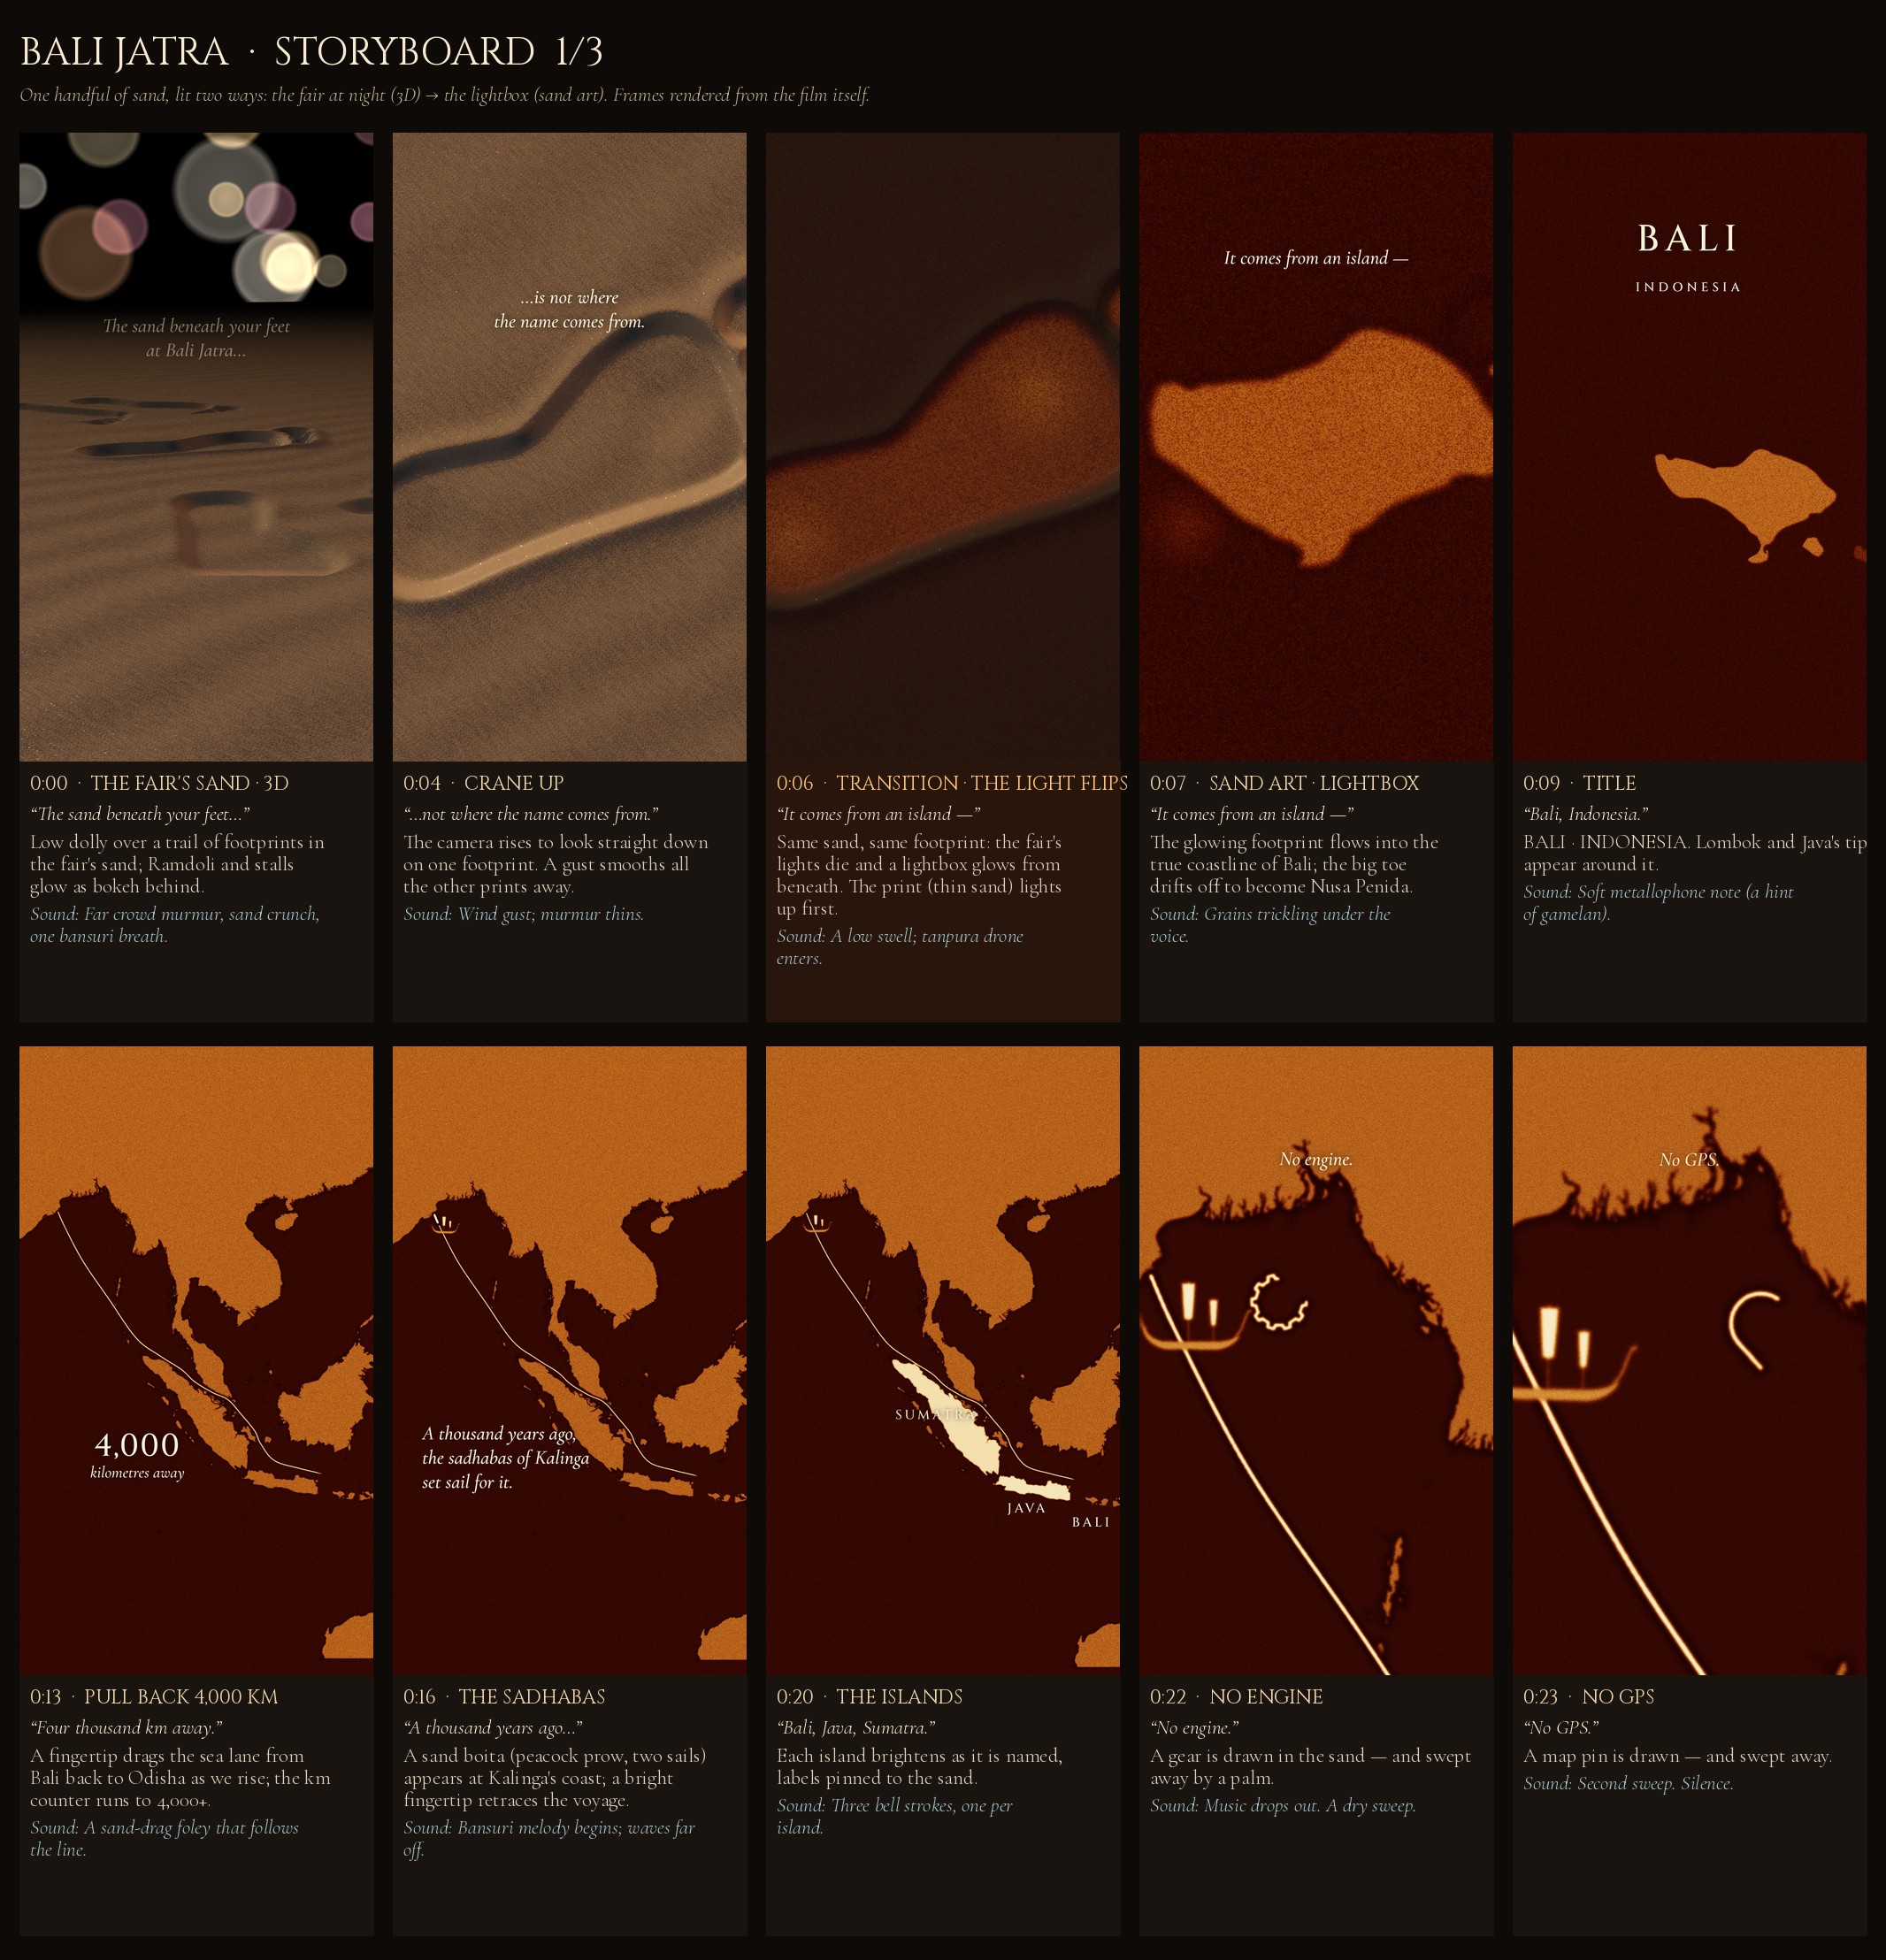 BALI JATRA · STORYBOARD 1/3
One handful of sand, lit two ways: the fair at night (3D) → the lightbox (sand art). Frames rendered from the film itself.
The sand beneath your feet
at Bali Jatra...
0:00 · THE FAIR'S SAND · 3D
“The sand beneath your feet...”
Low dolly over a trail of footprints in
the fair's sand; Ramdoli and stalls
glow as bokeh behind.
Sound: Far crowd murmur, sand crunch,
one bansuri breath.
...is not where
the name comes from.
0:04 · CRANE UP
“...not where the name comes from.”
The camera rises to look straight down
on one footprint. A gust smooths all
the other prints away.
Sound: Wind gust; murmur thins.
0:06 · TRANSITION · THE LIGHT FLIPS
“It comes from an island —”
Same sand, same footprint: the fair's
lights die and a lightbox glows from
beneath. The print (thin sand) lights
up first.
Sound: A low swell; tanpura drone
enters.
It comes from an island —
0:07 · SAND ART · LIGHTBOX
“It comes from an island —”
The glowing footprint flows into the
true coastline of Bali; the big toe
drifts off to become Nusa Penida.
Sound: Grains trickling under the
voice.
BALI
INDONESIA
0:09 · TITLE
“Bali, Indonesia.”
BALI · INDONESIA. Lombok and Java's tip
appear around it.
Sound: Soft metallophone note (a hint
of gamelan).
4,000
kilometres away
0:13 · PULL BACK 4,000 KM
“Four thousand km away.”
A fingertip drags the sea lane from
Bali back to Odisha as we rise; the km
counter runs to 4,000+.
Sound: A sand-drag foley that follows
the line.
A thousand years ago,
the sadhabas of Kalinga
set sail for it.
0:16 · THE SADHABAS
“A thousand years ago...”
A sand boita (peacock prow, two sails)
appears at Kalinga's coast; a bright
fingertip retraces the voyage.
Sound: Bansuri melody begins; waves far
off.
SUMATRA
JAVA
BALI
0:20 · THE ISLANDS
“Bali, Java, Sumatra.”
Each island brightens as it is named,
labels pinned to the sand.
Sound: Three bell strokes, one per
island.
No engine.
0:22 · NO ENGINE
“No engine.”
A gear is drawn in the sand — and swept
away by a palm.
Sound: Music drops out. A dry sweep.
No GPS.
0:23 · NO GPS
“No GPS.”
A map pin is drawn — and swept away.
Sound: Second sweep. Silence.